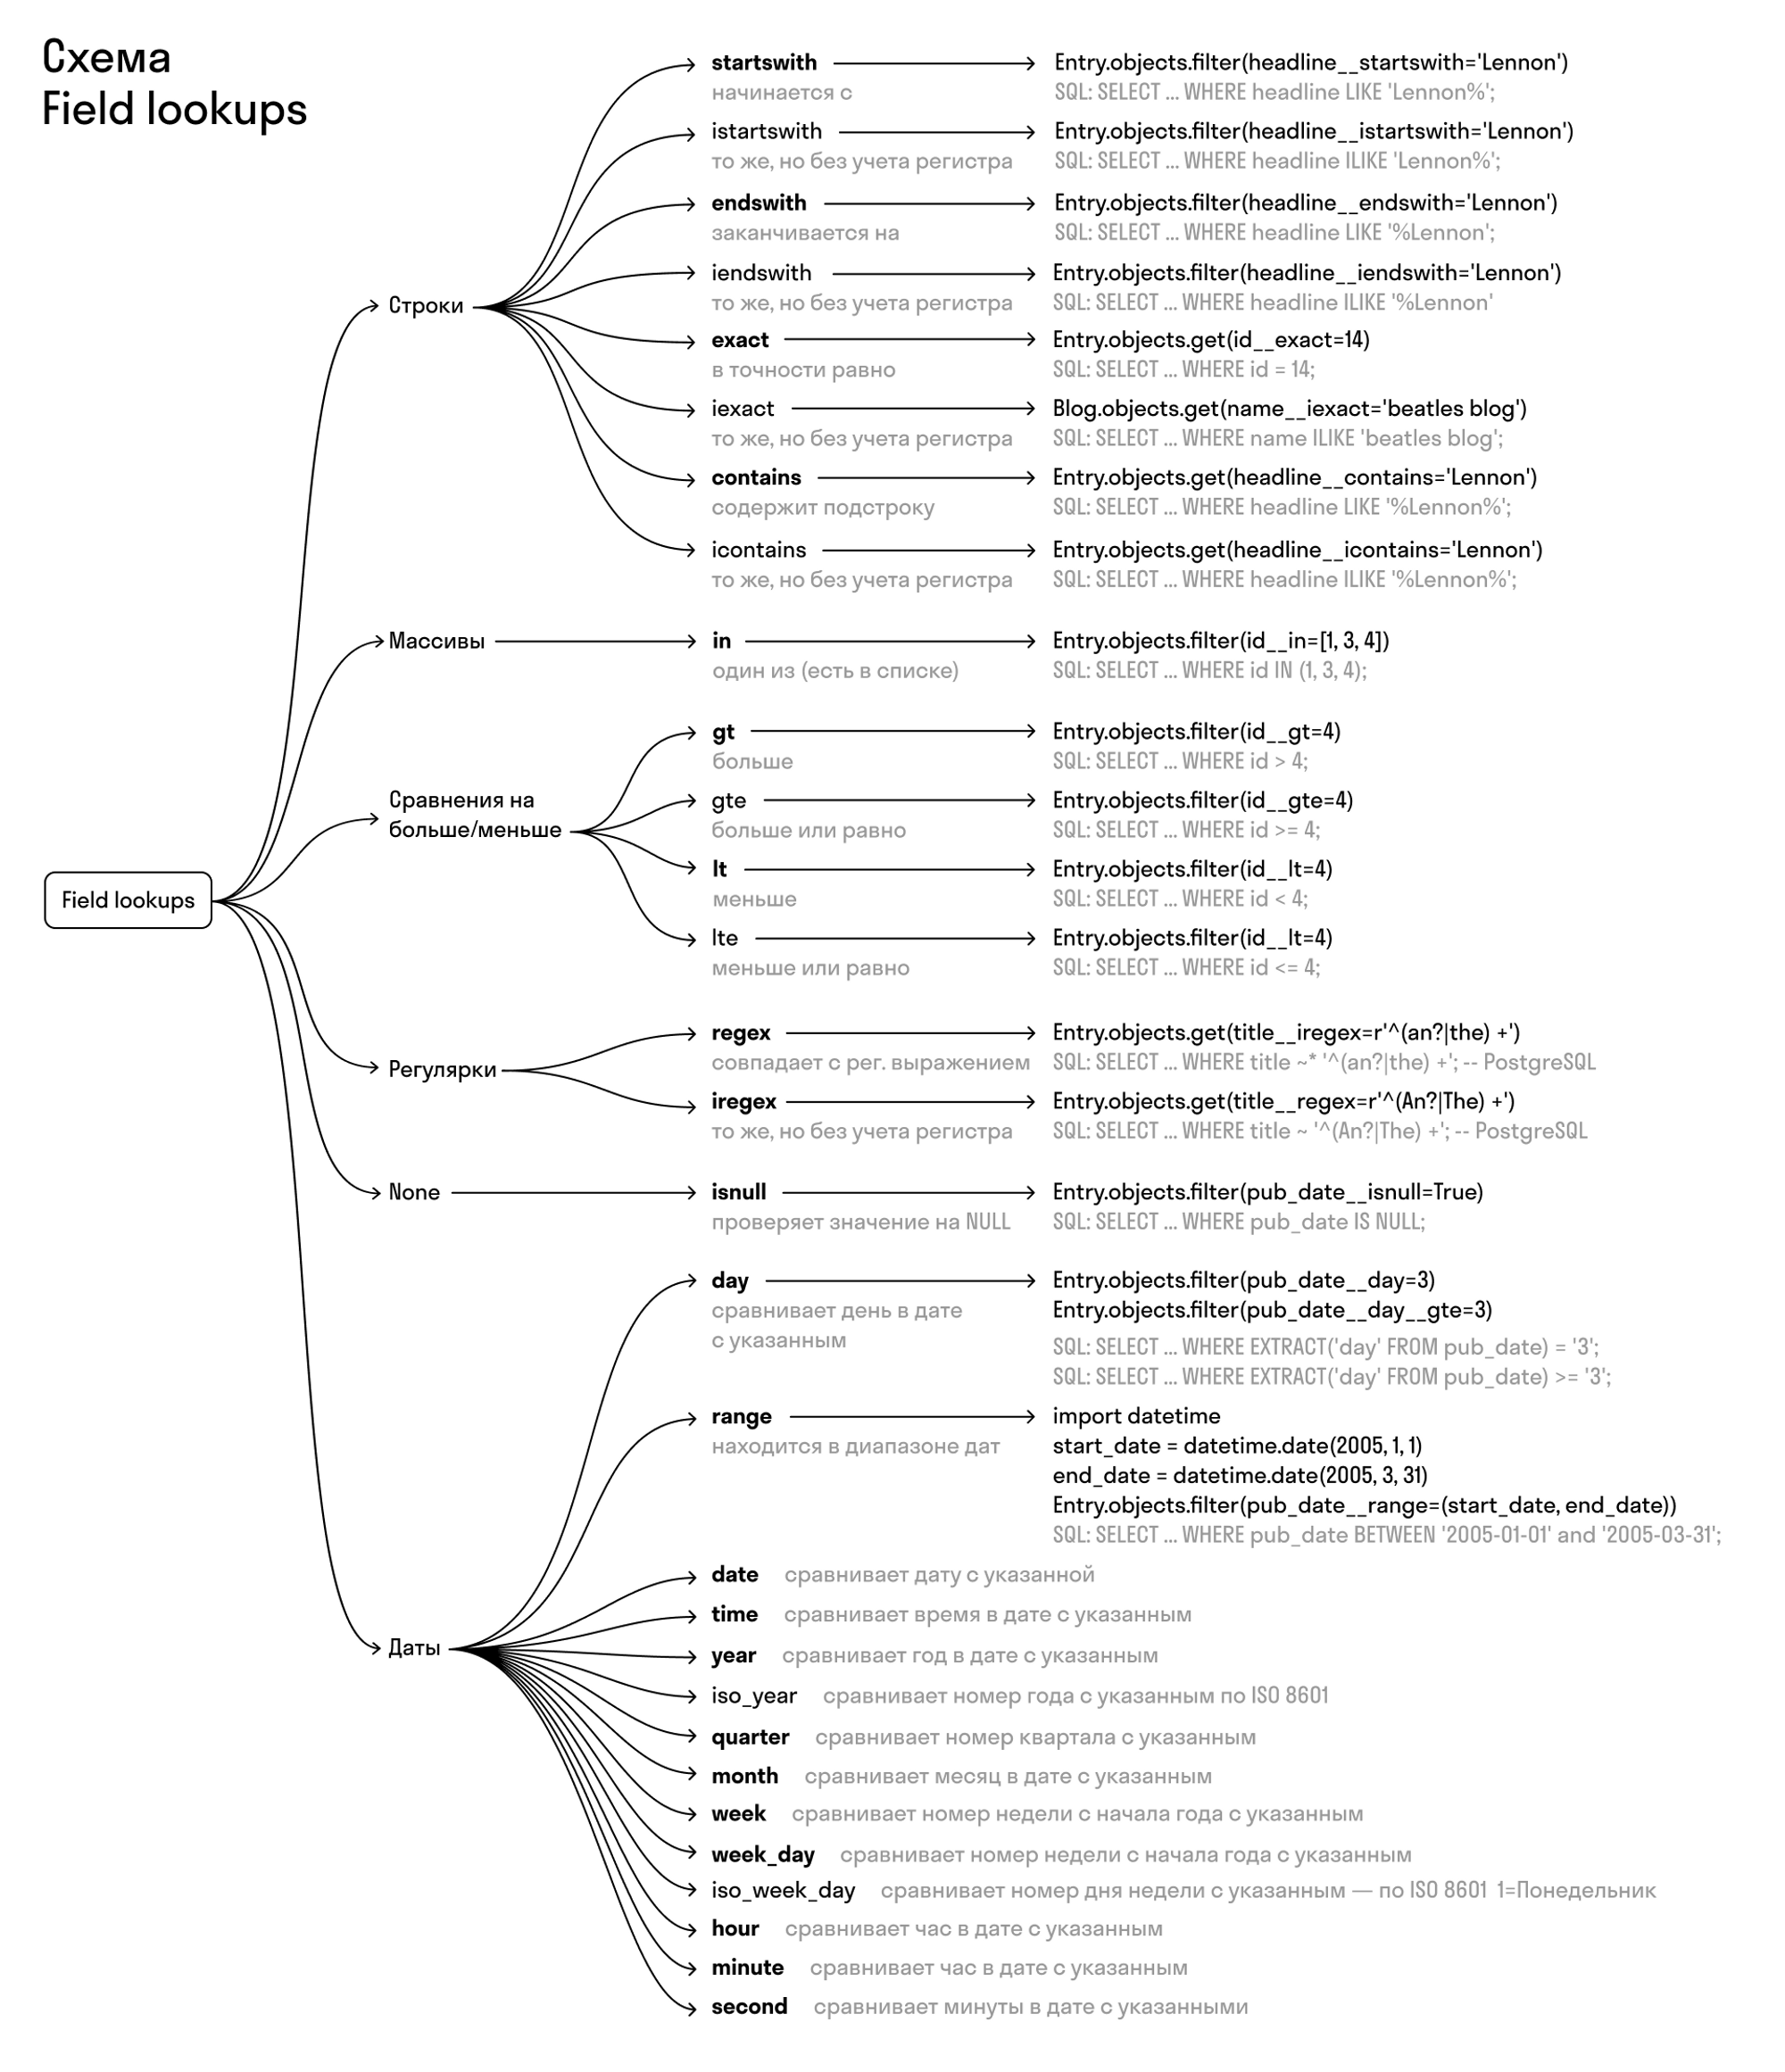 Схема
Field lookups
Field lookups
Строки
startswith
начинается с
Entry.objects.filter(headline__startswith='Lennon')
SQL: SELECT ... WHERE headline LIKE 'Lennon%';
istartswith
то же, но без учета регистра
Entry.objects.filter(headline__istartswith='Lennon')
SQL: SELECT ... WHERE headline ILIKE 'Lennon%';
endswith
заканчивается на
Entry.objects.filter(headline__endswith='Lennon')
SQL: SELECT ... WHERE headline LIKE '%Lennon';
iendswith
то же, но без учета регистра
Entry.objects.filter(headline__iendswith='Lennon')
SQL: SELECT ... WHERE headline ILIKE '%Lennon'
exact
в точности равно
Entry.objects.get(id__exact=14)
SQL: SELECT ... WHERE id = 14;
iexact
то же, но без учета регистра
Blog.objects.get(name__iexact='beatles blog')
SQL: SELECT ... WHERE name ILIKE 'beatles blog';
contains
содержит подстроку
Entry.objects.get(headline__contains='Lennon')
SQL: SELECT ... WHERE headline LIKE '%Lennon%';
icontains
то же, но без учета регистра
Entry.objects.get(headline__icontains='Lennon')
SQL: SELECT ... WHERE headline ILIKE '%Lennon%';
Массивы
in
один из (есть в списке)
Entry.objects.filter(id__in=[1, 3, 4])
SQL: SELECT ... WHERE id IN (1, 3, 4);
Сравнения на
больше/меньше
gt
больше
Entry.objects.filter(id__gt=4)
SQL: SELECT ... WHERE id > 4;
gte
больше или равно
Entry.objects.filter(id__gte=4)
SQL: SELECT ... WHERE id >= 4;
lt
меньше
Entry.objects.filter(id__lt=4)
SQL: SELECT ... WHERE id < 4;
lte
меньше или равно
Entry.objects.filter(id__lt=4)
SQL: SELECT ... WHERE id <= 4;
Регулярки
regex
совпадает с рег. выражением
Entry.objects.get(title__iregex=r'^(an?|the) +')
SQL: SELECT ... WHERE title ~* '^(an?|the) +'; -- PostgreSQL
iregex
то же, но без учета регистра
Entry.objects.get(title__regex=r'^(An?|The) +')
SQL: SELECT ... WHERE title ~ '^(An?|The) +'; -- PostgreSQL
None
isnull
проверяет значение на NULL
Entry.objects.filter(pub_date__isnull=True)
SQL: SELECT ... WHERE pub_date IS NULL;
Даты
day
сравнивает день в дате
с указанным
Entry.objects.filter(pub_date__day=3)
Entry.objects.filter(pub_date__day__gte=3)
SQL: SELECT ... WHERE EXTRACT('day' FROM pub_date) = '3';
SQL: SELECT ... WHERE EXTRACT('day' FROM pub_date) >= '3';
range
находится в диапазоне дат
import datetime
start_date = datetime.date(2005, 1, 1)
end_date = datetime.date(2005, 3, 31)
Entry.objects.filter(pub_date__range=(start_date, end_date))
SQL: SELECT ... WHERE pub_date BETWEEN '2005-01-01' and '2005-03-31';
date сравнивает дату с указанной
time сравнивает время в дате с указанным
year сравнивает год в дате с указанным
iso_year сравнивает номер года с указанным по ISO 8601
quarter сравнивает номер квартала с указанным
month сравнивает месяц в дате с указанным
week сравнивает номер недели с начала года с указанным
week_day сравнивает номер недели с начала года с указанным
iso_week_day сравнивает номер дня недели с указанным — по ISO 8601 1=Понедельник
hour сравнивает час в дате с указанным
minute сравнивает час в дате с указанным
second сравнивает минуты в дате с указанными